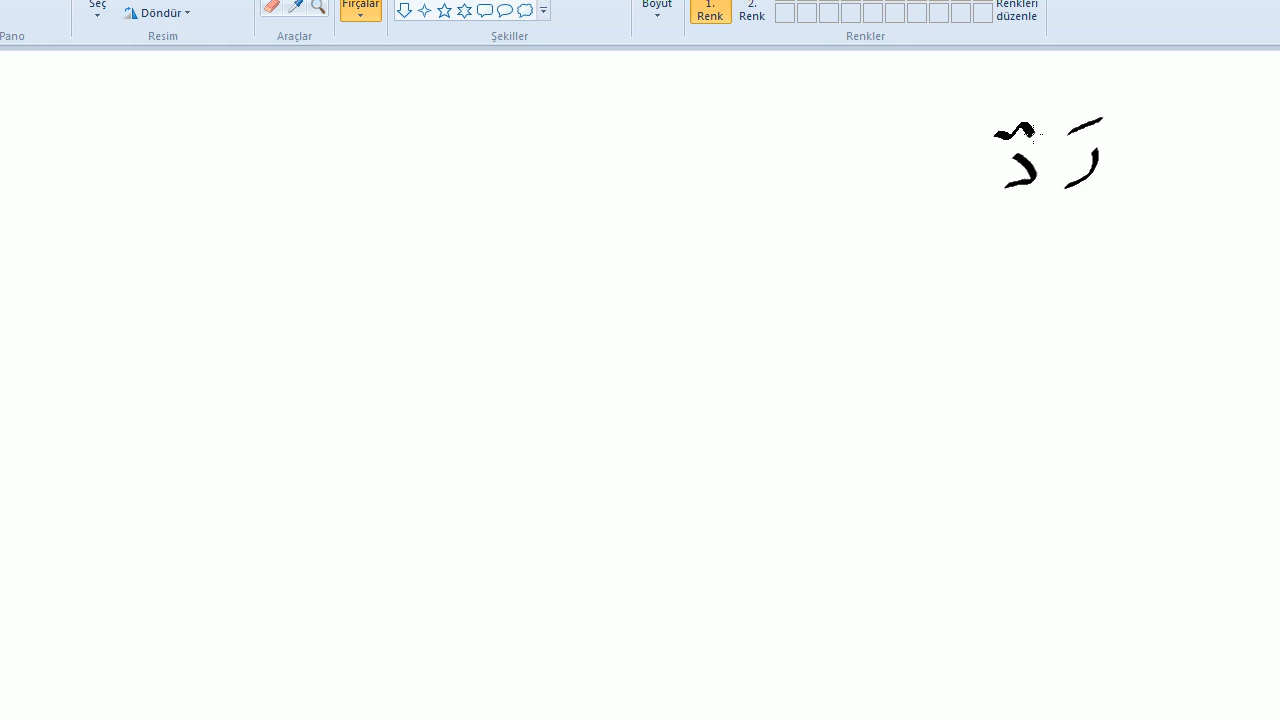 Seç
Döndür
Fırçalar
Boyut
1.
Renk
2.
Renk
Renkleri
düzenle
Pano
Resim
Araçlar
Şekiller
Renkler
رَ دّ